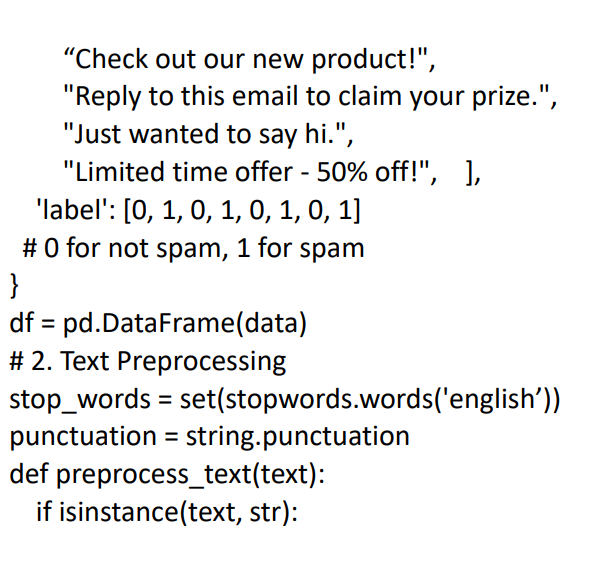 “Check out our new product!",
"Reply to this email to claim your prize.",
"Just wanted to say hi.",
"Limited time offer - 50% off!", ],
'label': [0, 1, 0, 1, 0, 1, 0, 1]
# 0 for not spam, 1 for spam
}
df = pd.DataFrame(data)
# 2. Text Preprocessing
stop_words = set(stopwords.words('english’))
punctuation = string.punctuation
def preprocess_text(text):
if isinstance(text, str):